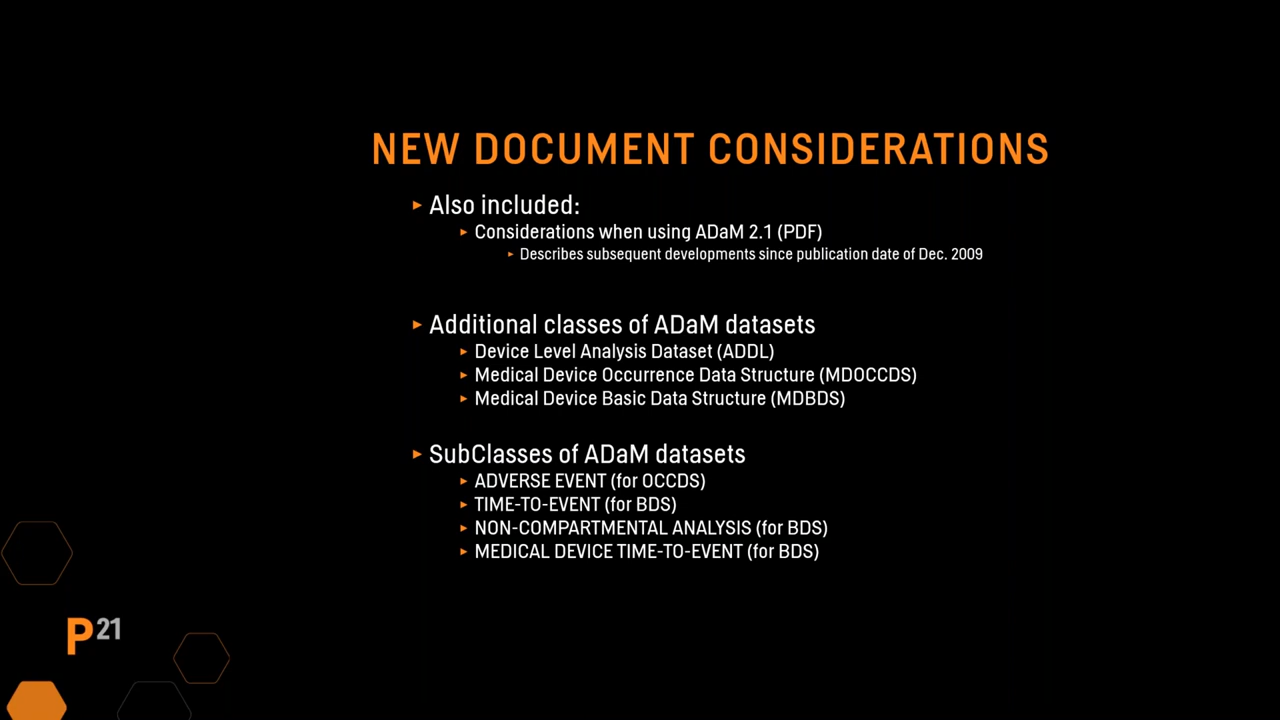 NEW DOCUMENT CONSIDERATIONS
Also included:
Considerations when using ADaM 2.1 (PDF)
Describes subsequent developments since publication date of Dec. 2009
Additional classes of ADaM datasets
Device Level Analysis Dataset (ADDL)
Medical Device Occurrence Data Structure (MDOCCDS)
Medical Device Basic Data Structure (MDBDS)
SubClasses of ADaM datasets
ADVERSE EVENT (for OCCDS)
TIME-TO-EVENT (for BDS)
NON-COMPARTMENTAL ANALYSIS (for BDS)
MEDICAL DEVICE TIME-TO-EVENT (for BDS)
P21